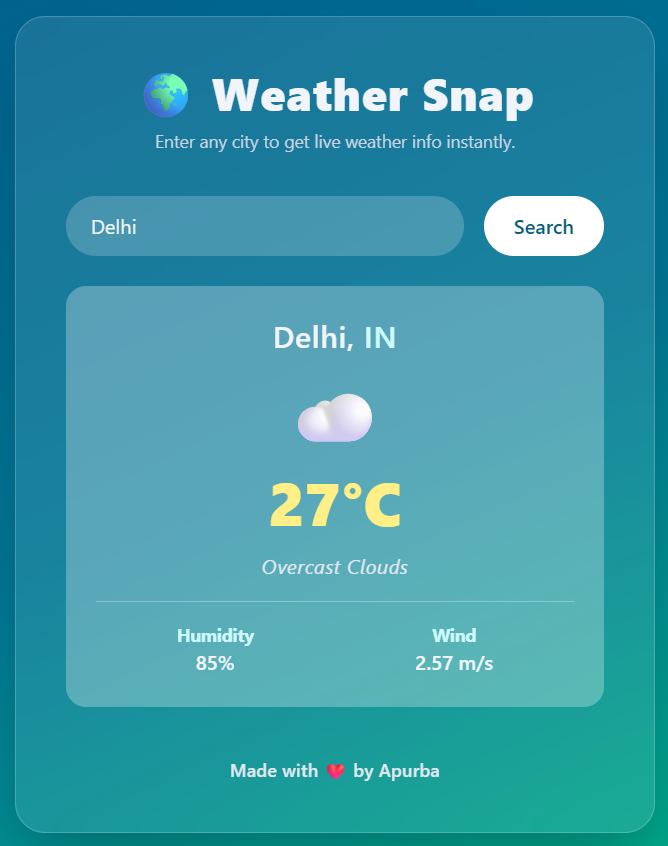 Weather Snap
Enter any city to get live weather info instantly.
Delhi Search
Delhi, IN
27°C
Overcast Clouds
Humidity Wind
85% 2.57 m/s
Made with ❤️ by Apurba